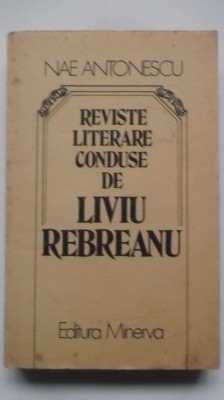 NAE ANTONESCU
REVISTE
LITERARE
CONDUSE
DE
LIVIU
REBREANU
Editura Minerva